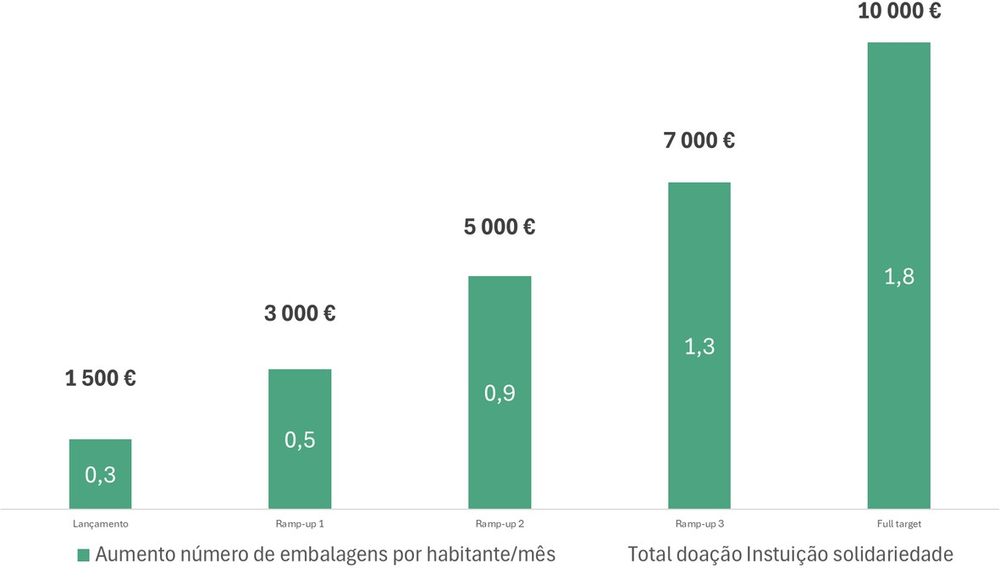 10 000 €
7 000 €
5 000 €
3 000 €
1 500 €
1,8
1,3
0,9
0,5
0,3
Lançamento Ramp-up 1 Ramp-up 2 Ramp-up 3 Full target
Aumento número de embalagens por habitante/mês Total doação Instuição solidariedade